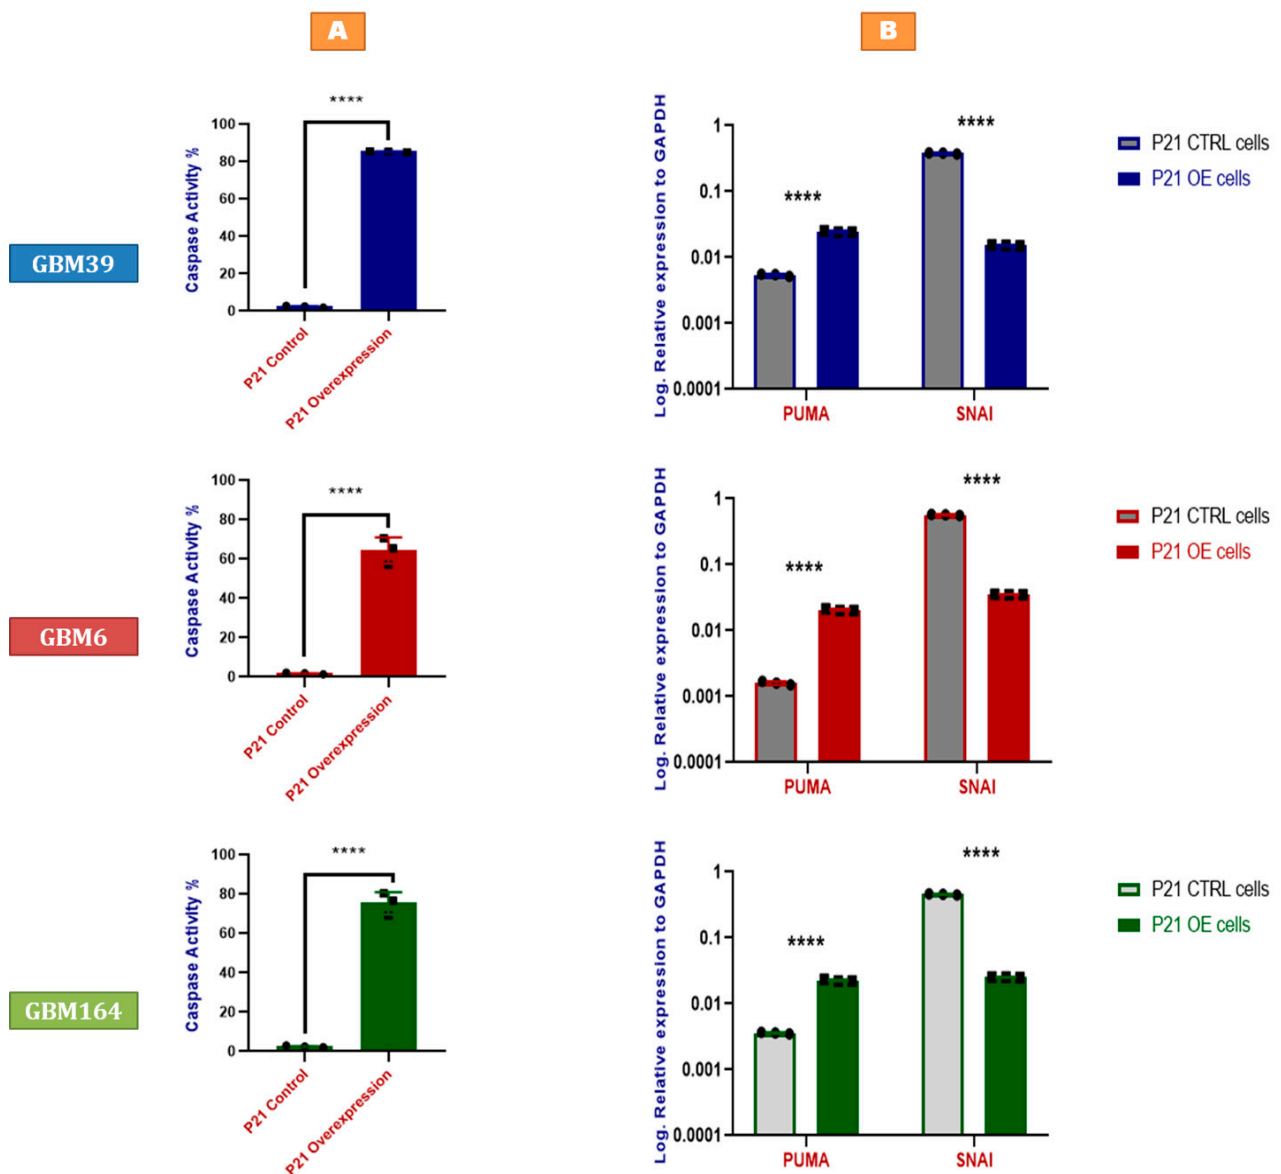 A
B
GBM39
Caspase Activity %
100
80
60
40
20
0
****
P21 Control
P21 Overexpression
Log. Relative expression to GAPDH
1
0.1
0.01
0.001
0.0001
****
****
PUMA
SNAI
P21 CTRL cells
P21 OE cells
GBM6
Caspase Activity %
100
80
60
40
20
0
****
P21 Control
P21 Overexpression
Log. Relative expression to GAPDH
1
0.1
0.01
0.001
0.0001
****
****
PUMA
SNAI
P21 CTRL cells
P21 OE cells
GBM164
Caspase Activity %
100
80
60
40
20
0
****
P21 Control
P21 Overexpression
Log. Relative expression to GAPDH
1
0.1
0.01
0.001
0.0001
****
****
PUMA
SNAI
P21 CTRL cells
P21 OE cells